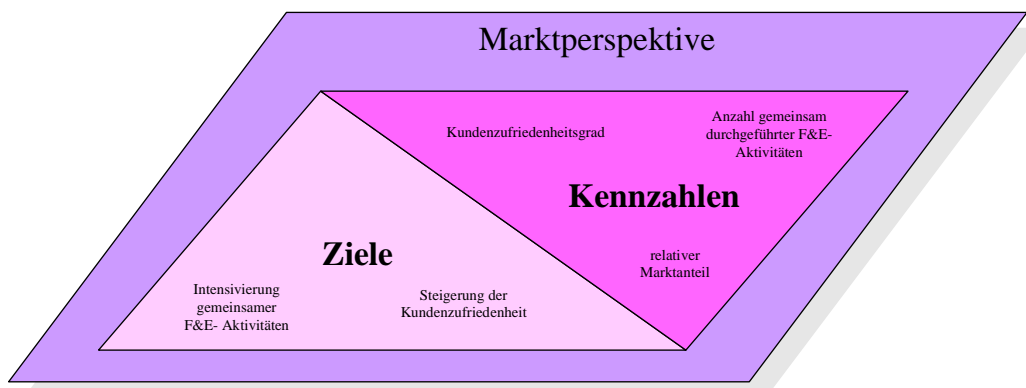 Marktperspektive
Kundenzufriedenheitsgrad
Anzahl gemeinsam
durchgeführter F&E-
Aktivitäten
Kennzahlen
relativer
Marktanteil
Ziele
Intensivierung
gemeinsamer
F&E- Aktivitäten
Steigerung der
Kundenzufriedenheit